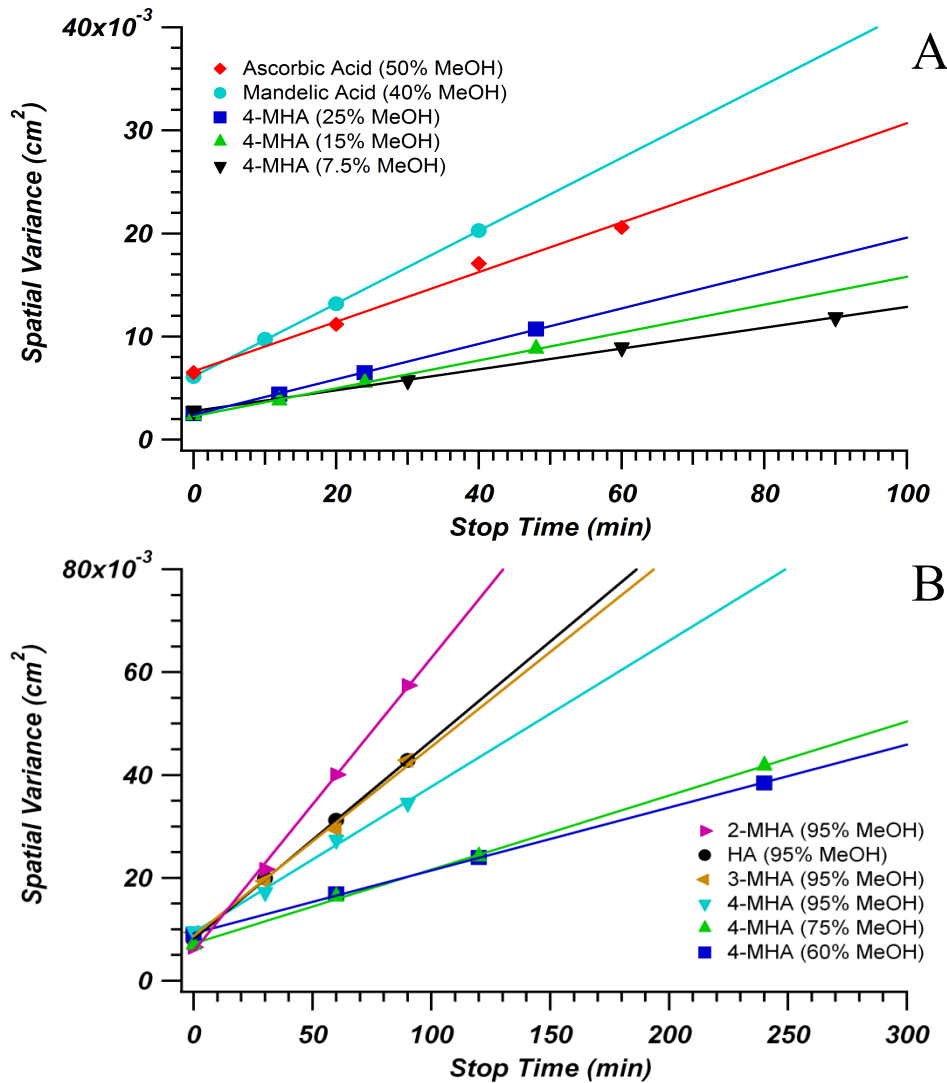 40x10-3
A
Ascorbic Acid (50% MeOH)
Mandelic Acid (40% MeOH)
4-MHA (25% MeOH)
4-MHA (15% MeOH)
4-MHA (7.5% MeOH)
30
20
10
0
Spatial Variance (cm2)
0 20 40 60 80 100
Stop Time (min)
80x10-3
B
60
40
20
0
Spatial Variance (cm2)
2-MHA (95% MeOH)
HA (95% MeOH)
3-MHA (95% MeOH)
4-MHA (95% MeOH)
4-MHA (75% MeOH)
4-MHA (60% MeOH)
0 50 100 150 200 250 300
Stop Time (min)